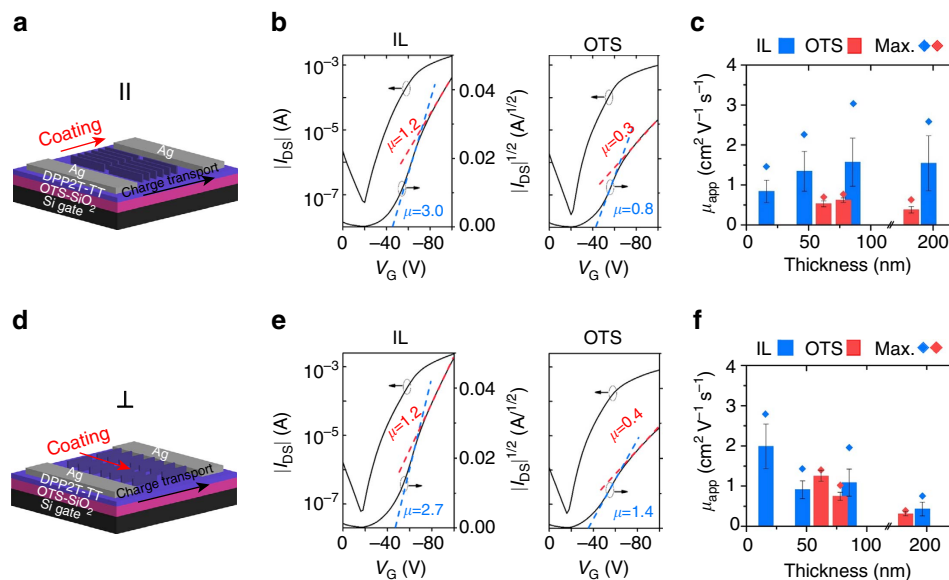 a
||
Coating
Ag
Ag
DPP2T-TT
Charge transport
OTS-SiO2
Si gate
b
IL
OTS
10−3
10−5
10−7
|IDS| (A)
0.04
0.02
0.00
|IDS|1/2 (A/1/2)
μ=1.2
μ=3.0
μ=0.3
μ=0.8
0 −40 −80
0 −40 −80
VG (V)
VG (V)
c
IL OTS Max.
4
3
2
1
0
μapp (cm2 V−1 s−1)
0 50 100 200
Thickness (nm)
d
⊥
Coating
Ag
Ag
DPP2T-TT
Charge transport
OTS-SiO2
Si gate
e
IL
OTS
10−3
10−5
10−7
|IDS| (A)
0.04
0.02
0.00
|IDS|1/2 (A/1/2)
μ=1.2
μ=2.7
μ=0.4
μ=1.4
0 −40 −80
0 −40 −80
VG (V)
VG (V)
f
IL OTS Max.
4
3
2
1
0
μapp (cm2 V−1 s−1)
0 50 100 200
Thickness (nm)